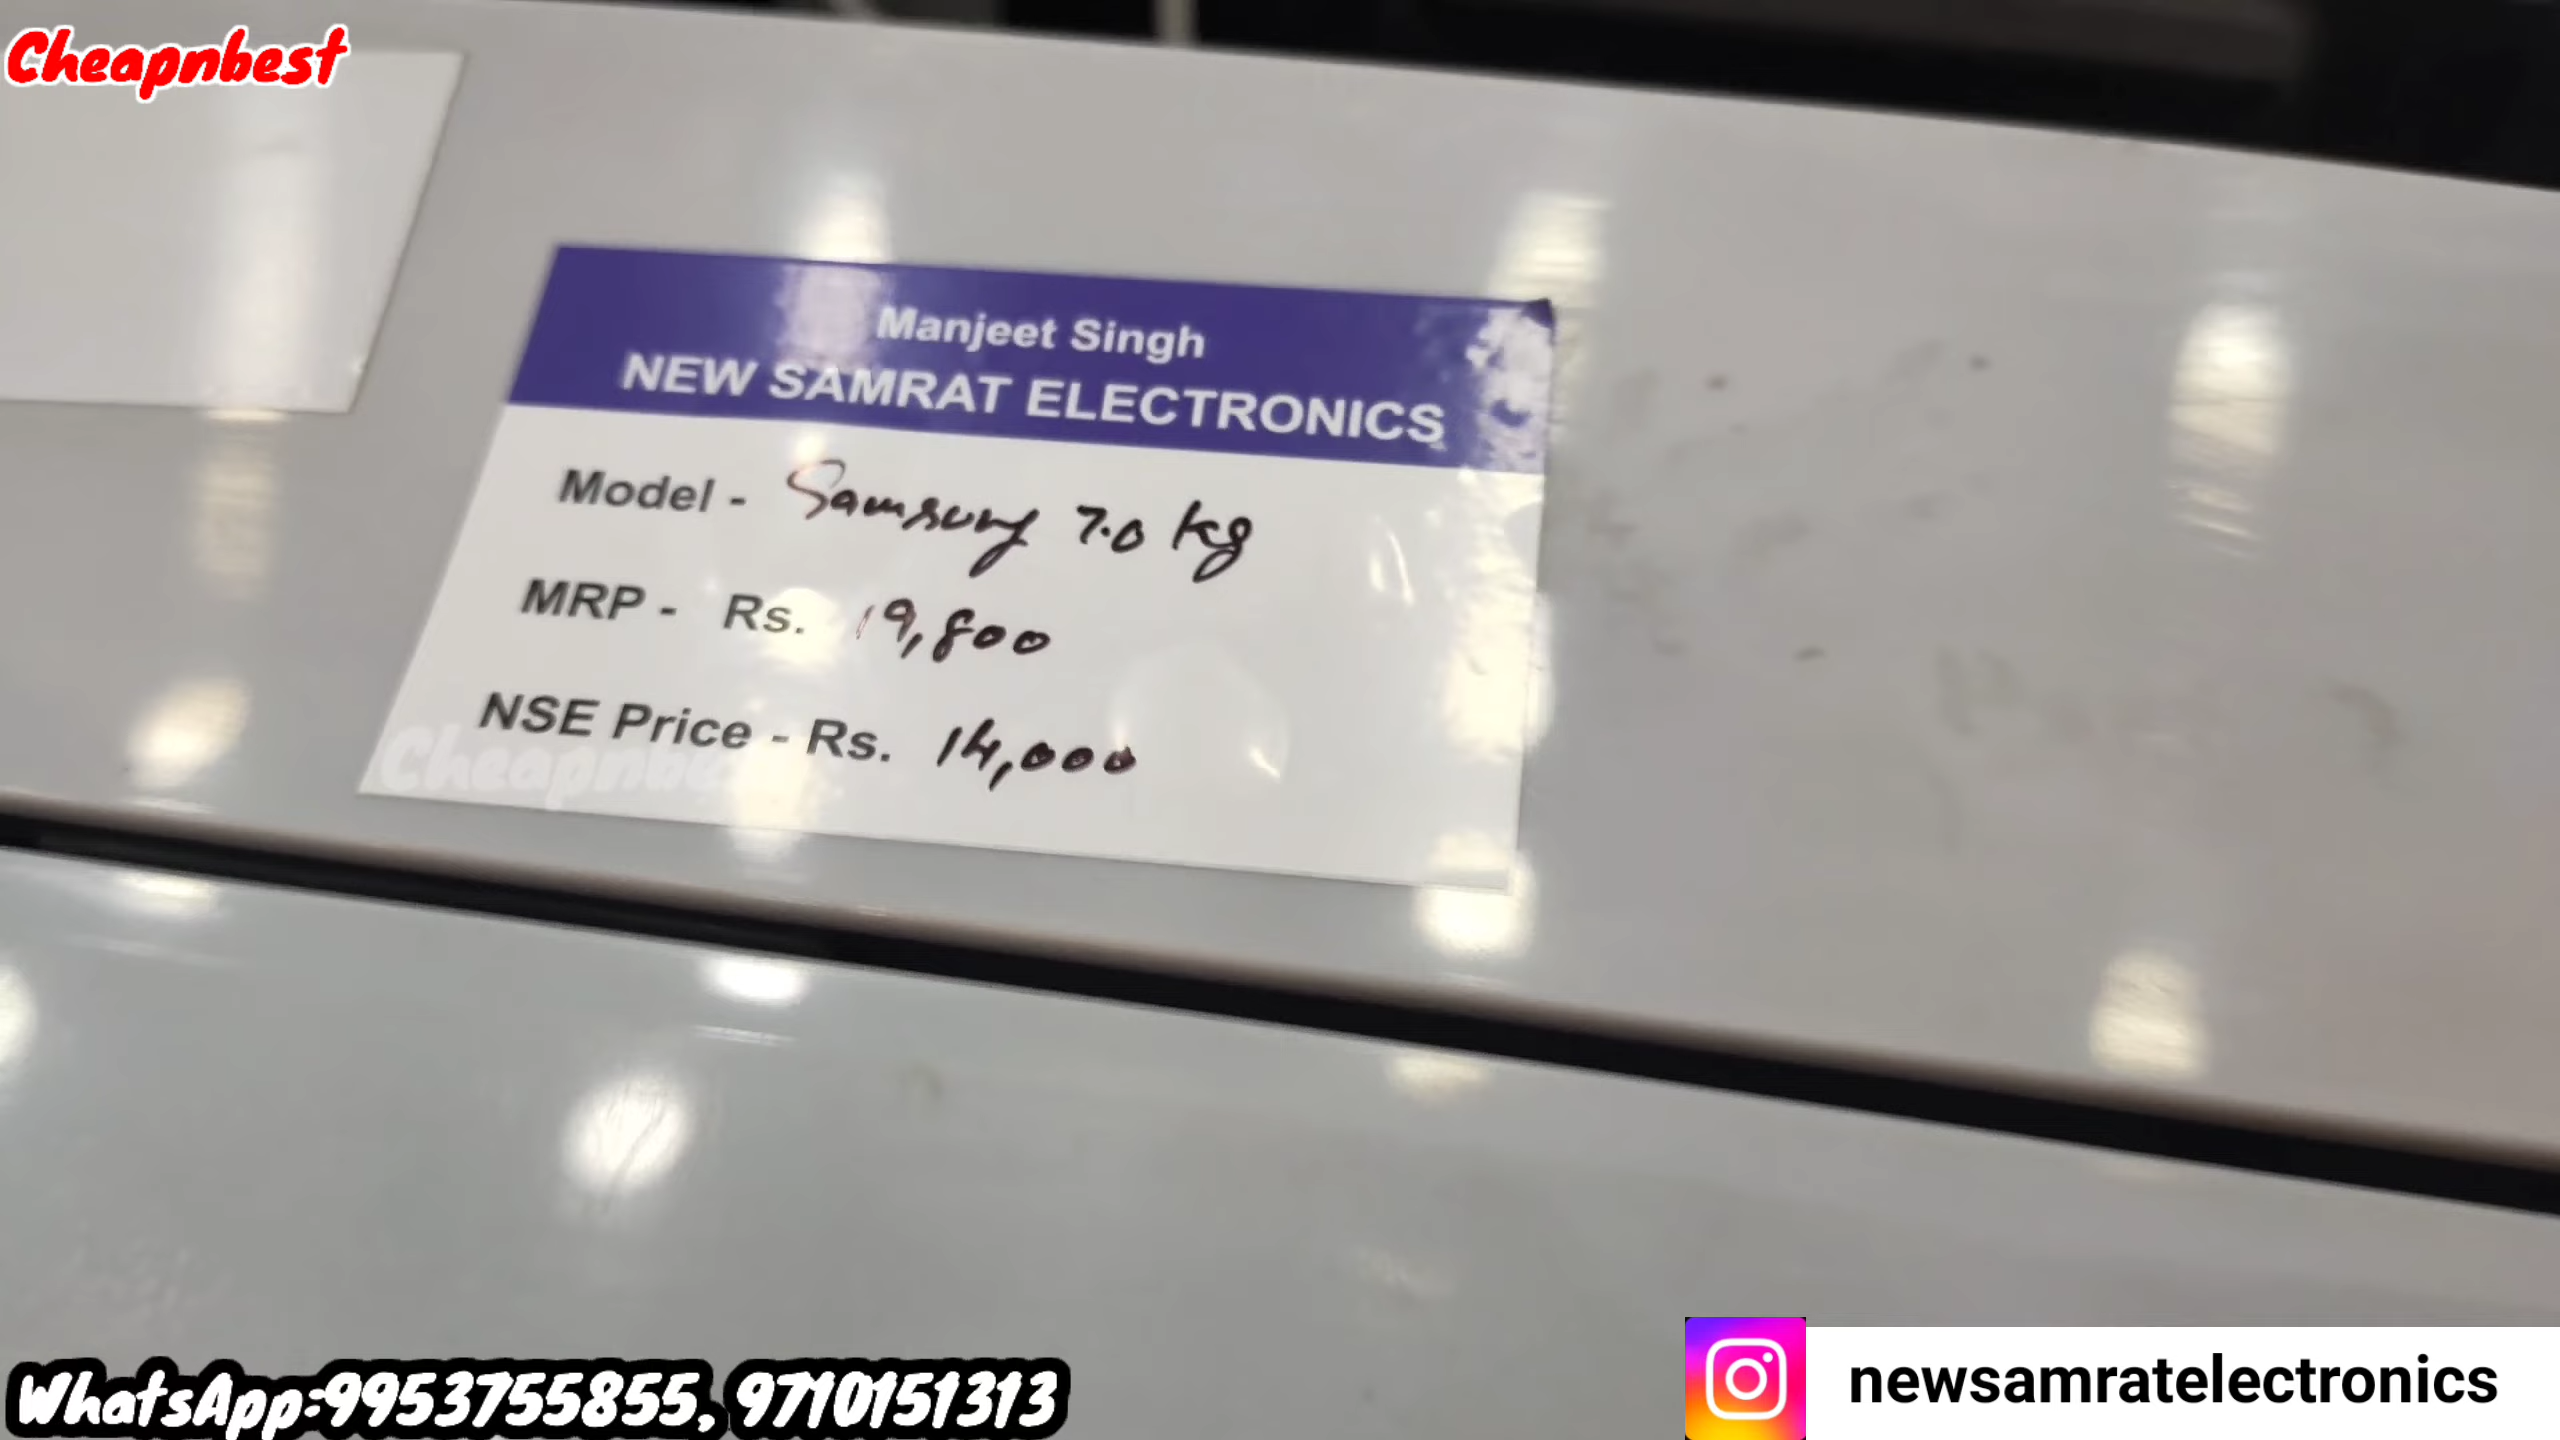 Cheapnbest
Manjeet Singh
NEW SAMRAT ELECTRONICS
Model - Samsung 7.0 kg
MRP - Rs. 19,800
NSE Price - Rs. 14,000
Cheapnbest
WhatsApp:9953755855, 9710151313
newsamratelectronics